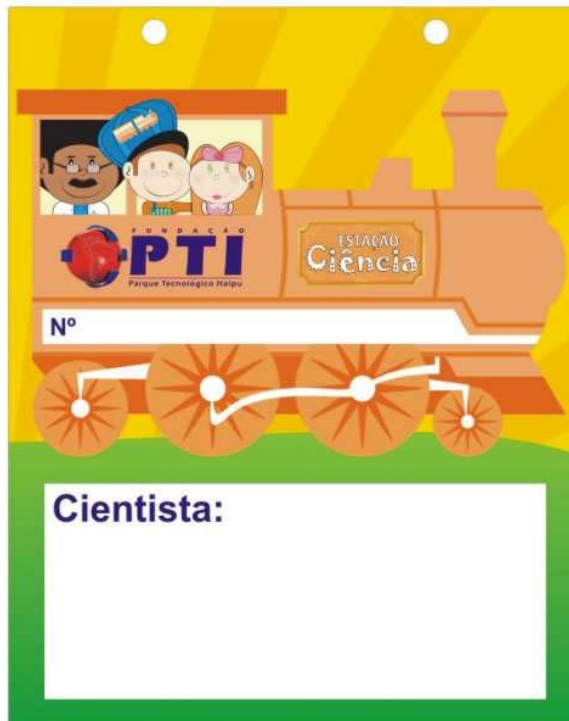 FUNDAÇÃO
PTI
Parque Tecnológico Itaipu
ESTAÇÃO
Ciência
Nº
Cientista: